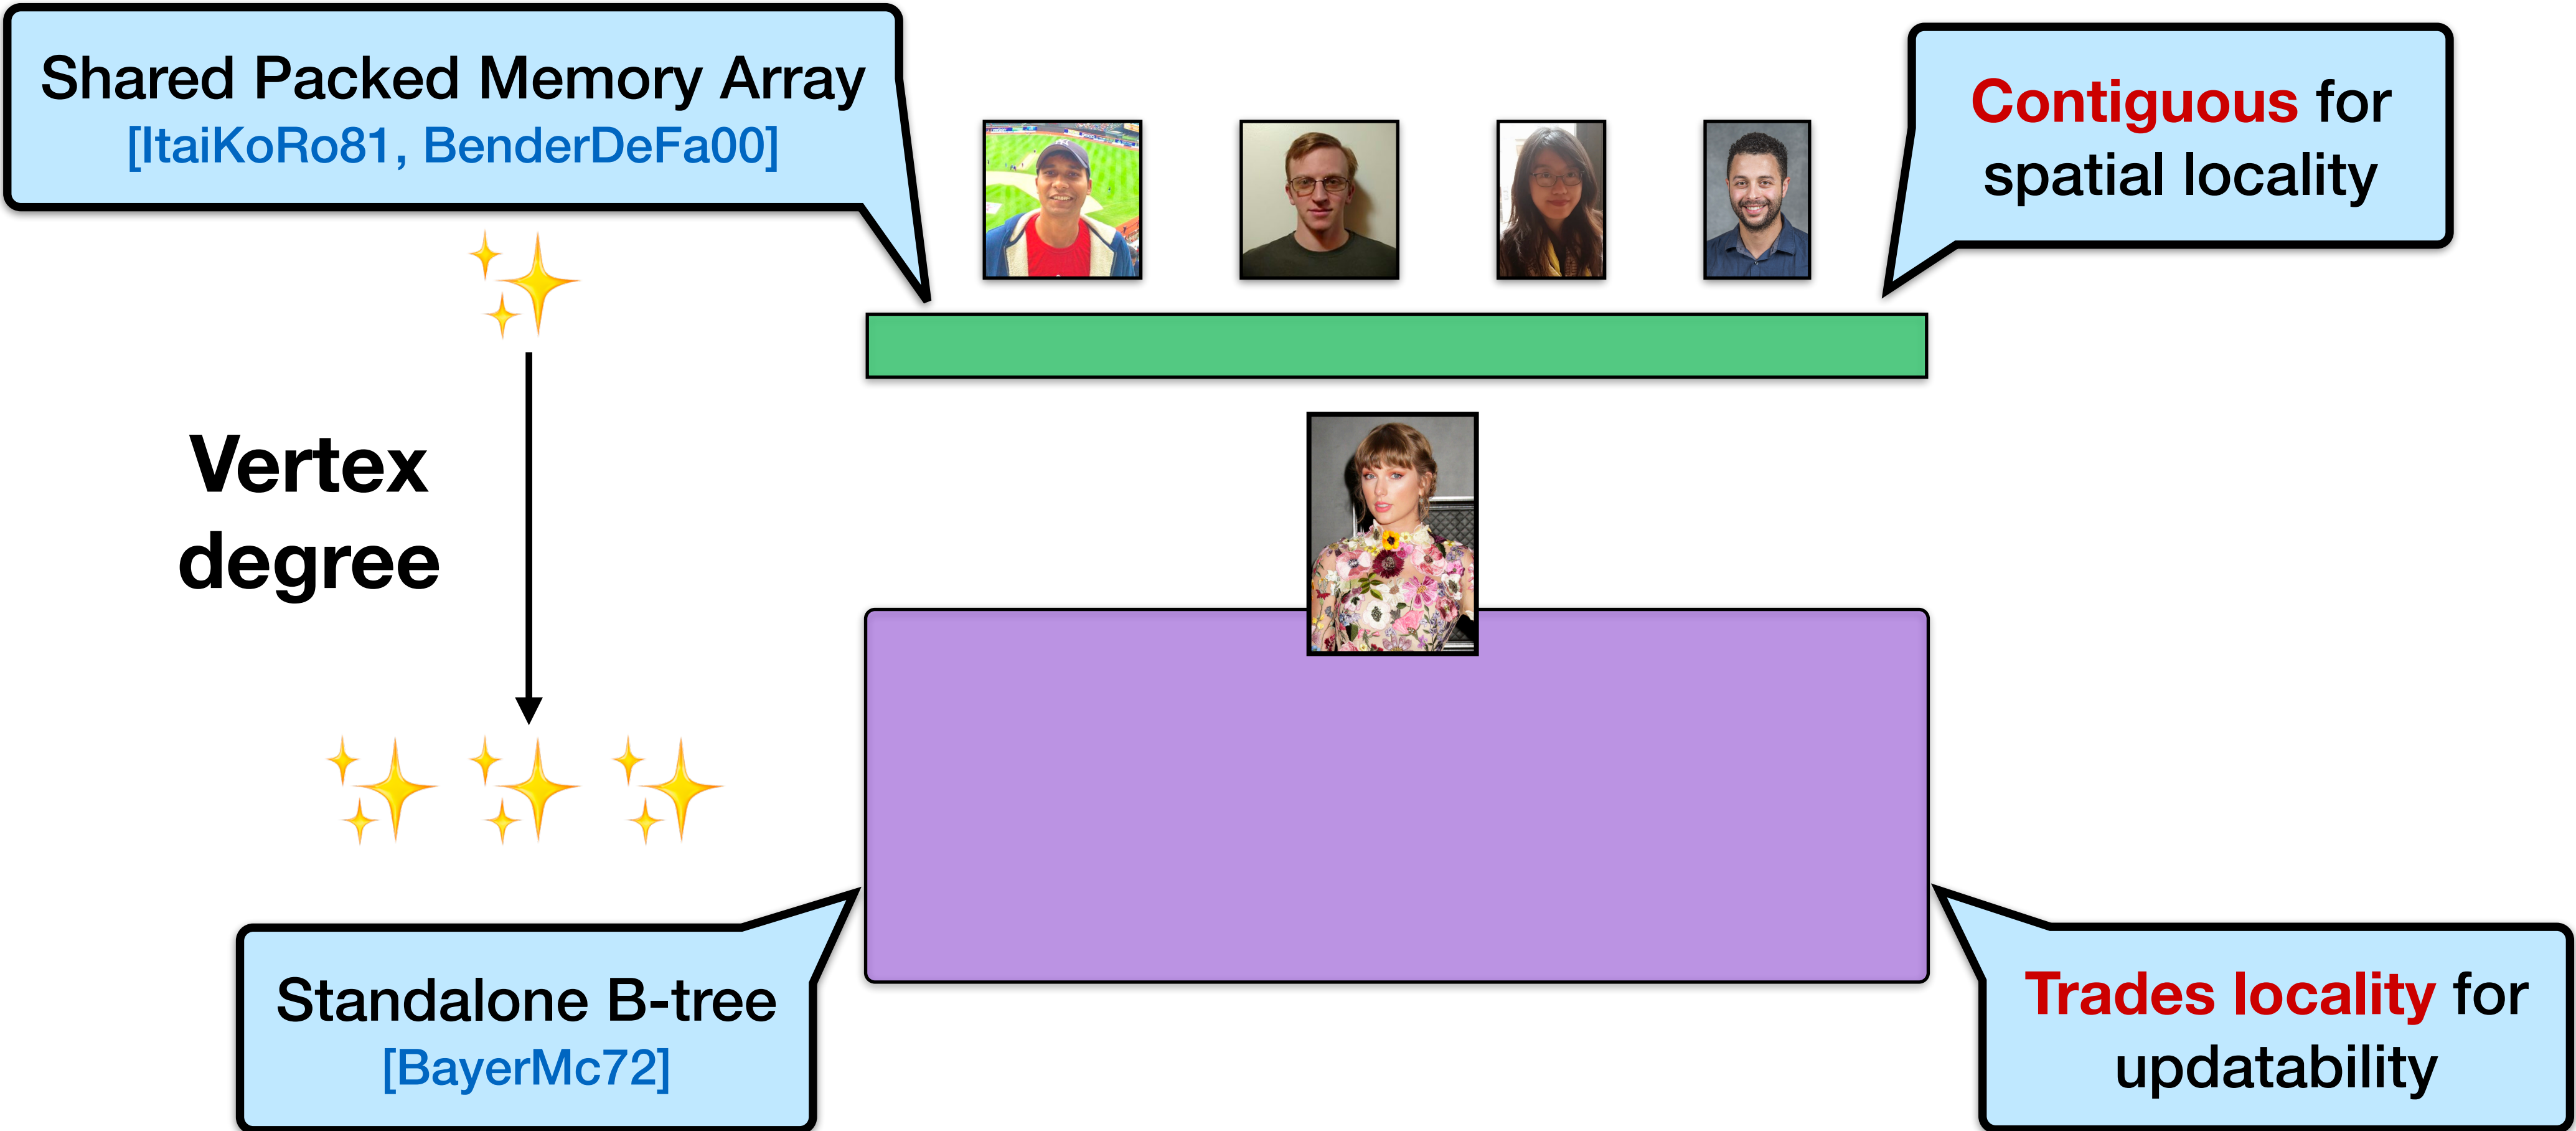 Shared Packed Memory Array
[ItaiKoRo81, BenderDeFa00]
Contiguous for
spatial locality
Vertex
degree
Standalone B-tree
[BayerMc72]
Trades locality for
updatability